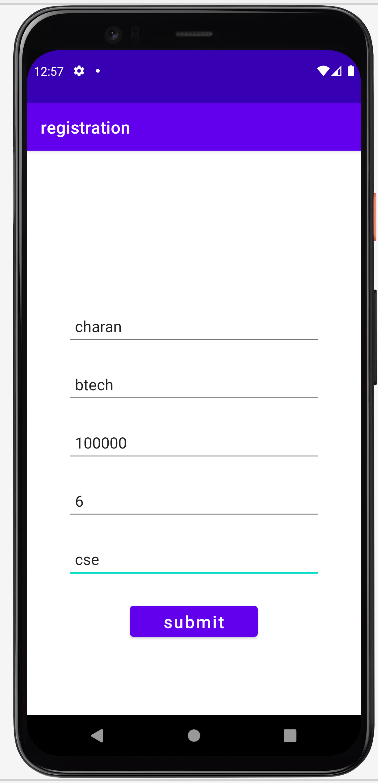 12:57
registration
charan
btech
100000
6
cse
submit